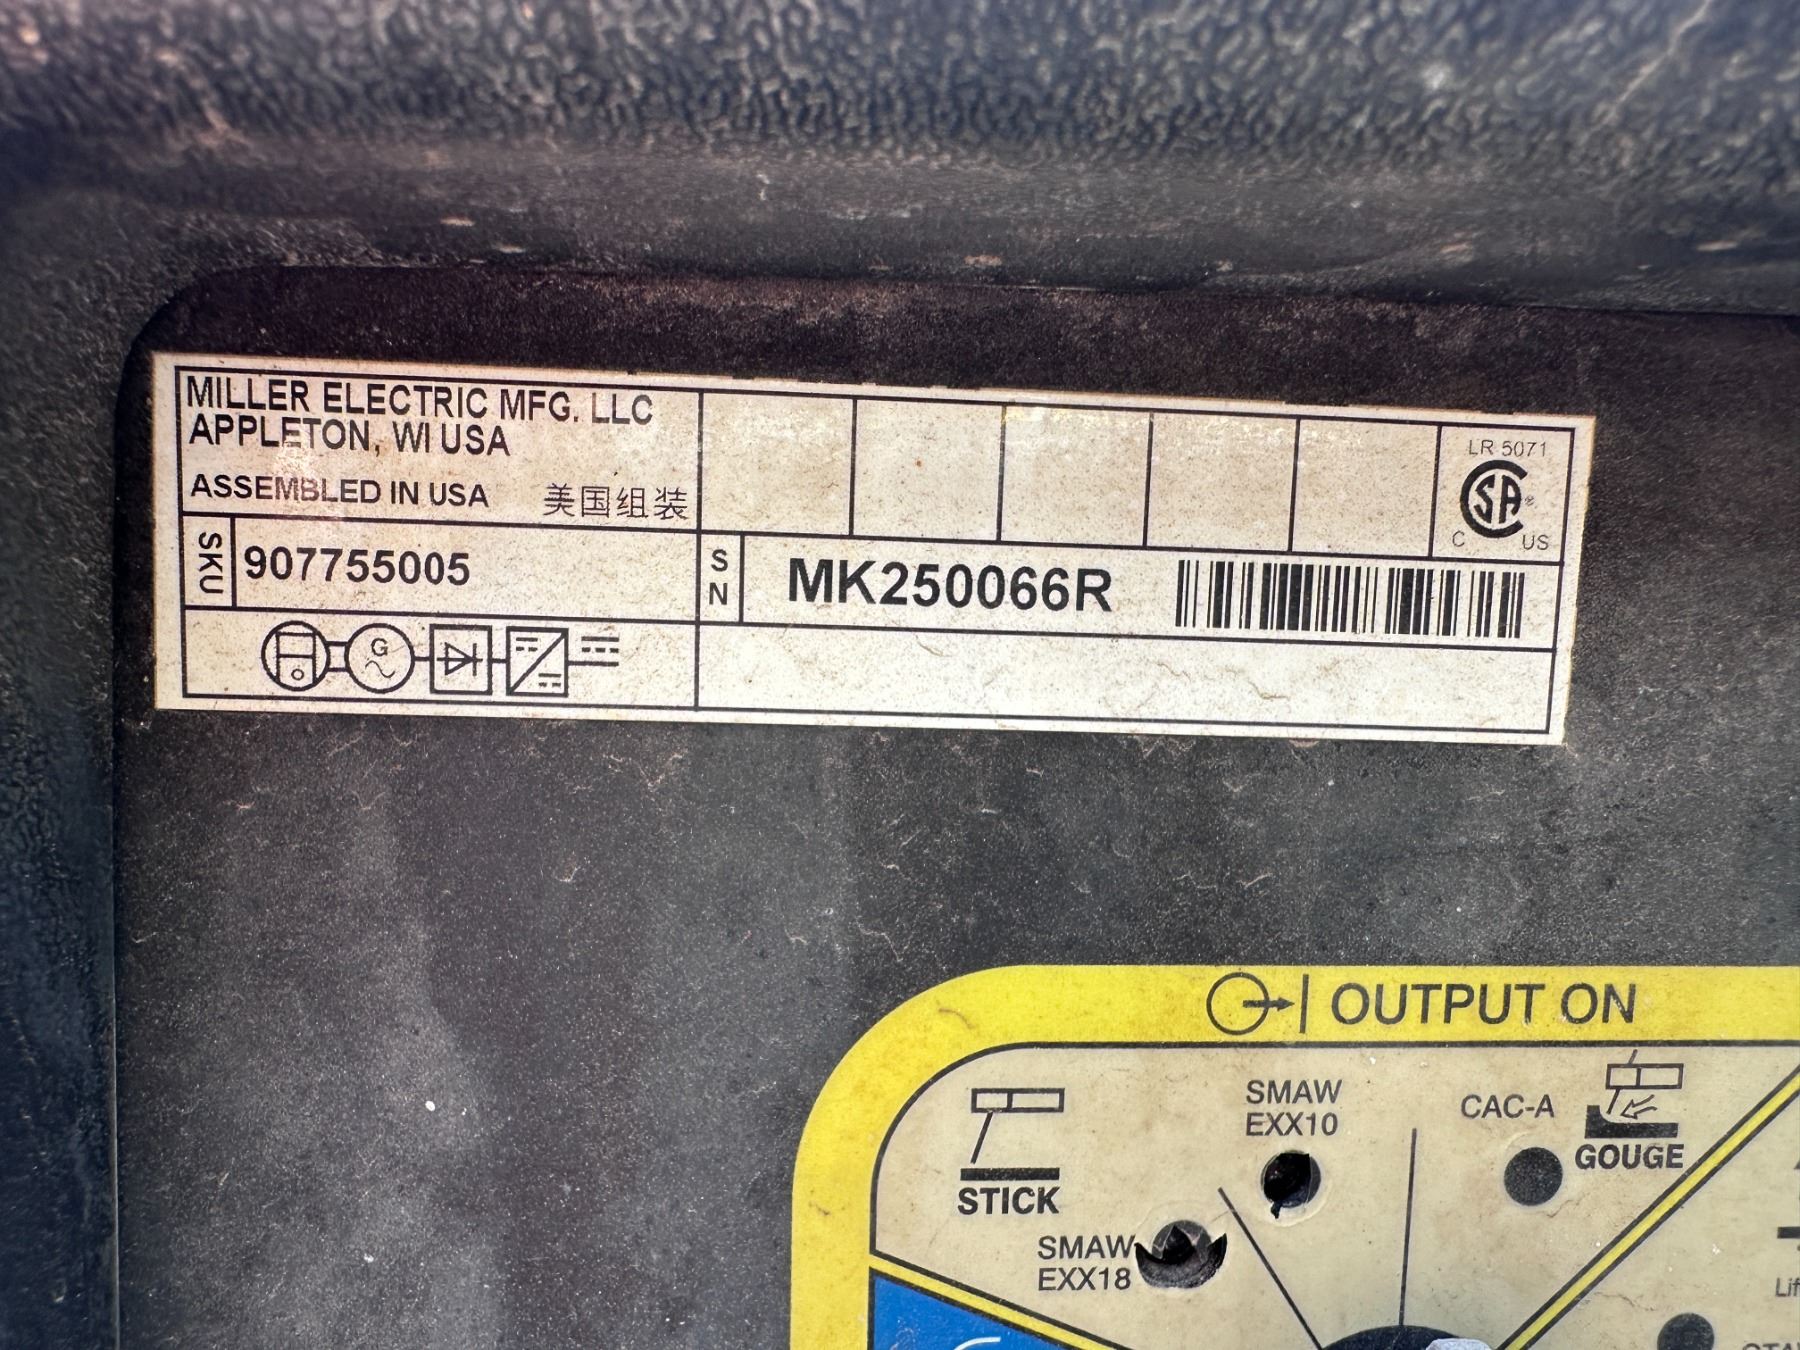 MILLER ELECTRIC MFG. LLC
APPLETON, WI USA
ASSEMBLED IN USA 美国组装
LR 5071
CSA®
C US
SKU 907755005
SN MK250066R
G
OUTPUT ON
STICK
SMAW
EXX10
CAC-A
GOUGE
SMAW
EXX18